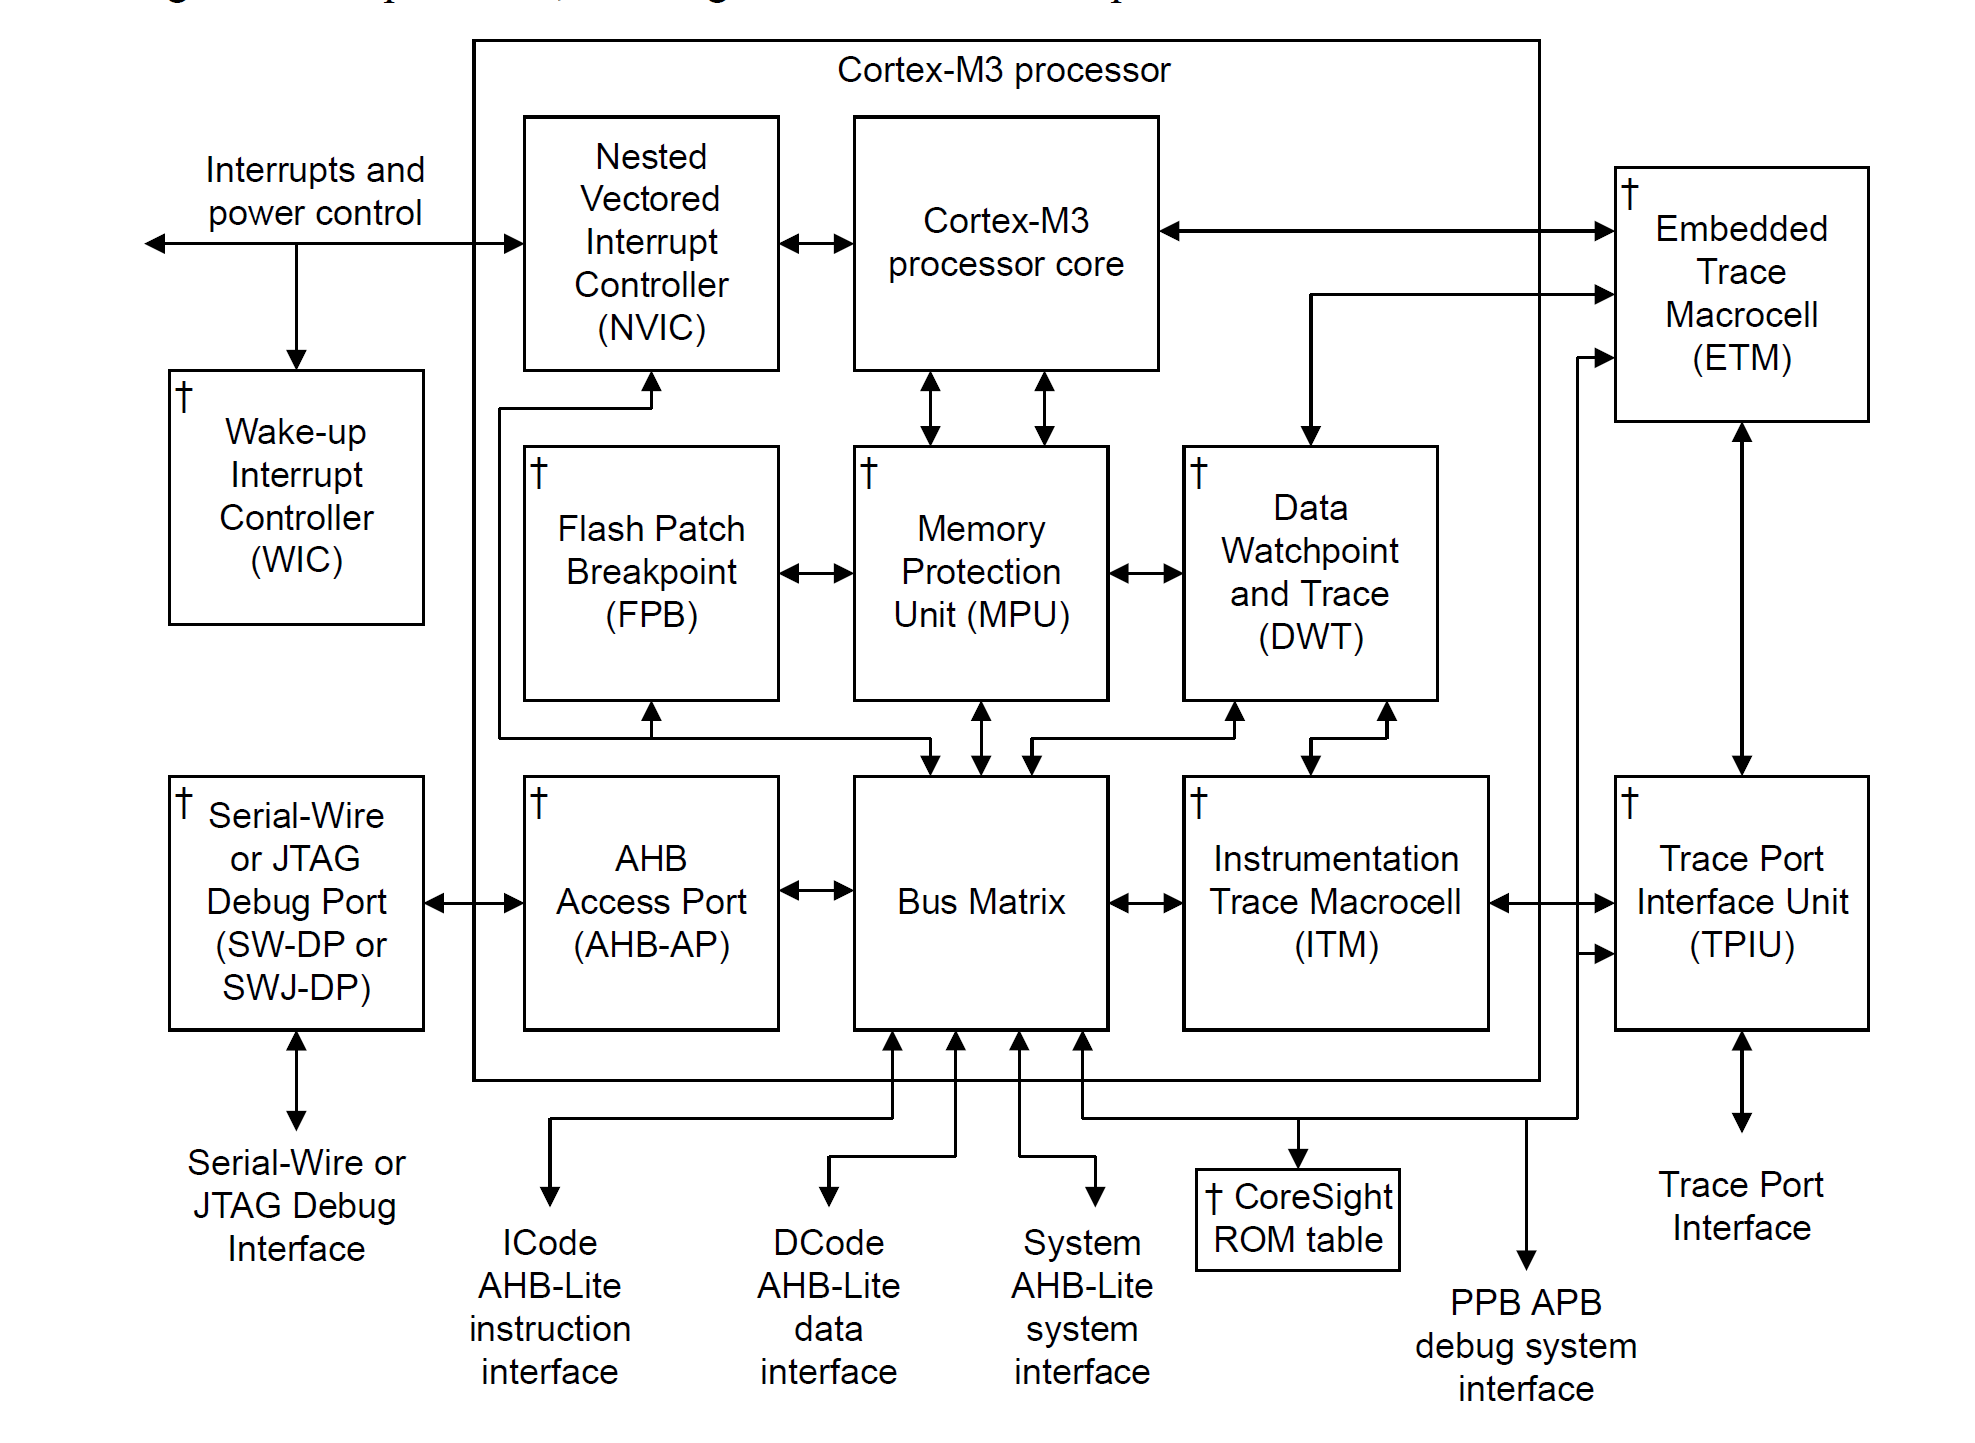 Cortex-M3 processor
Interrupts and
power control
Nested
Vectored
Interrupt
Controller
(NVIC)
Cortex-M3
processor core
†
Embedded
Trace
Macrocell
(ETM)
†
Wake-up
Interrupt
Controller
(WIC)
†
Flash Patch
Breakpoint
(FPB)
†
Memory
Protection
Unit (MPU)
†
Data
Watchpoint
and Trace
(DWT)
†
Serial-Wire
or JTAG
Debug Port
(SW-DP or
SWJ-DP)
†
AHB
Access Port
(AHB-AP)
Bus Matrix
†
Instrumentation
Trace Macrocell
(ITM)
†
Trace Port
Interface Unit
(TPIU)
Serial-Wire or
JTAG Debug
Interface
ICode
AHB-Lite
instruction
interface
DCode
AHB-Lite
data
interface
System
AHB-Lite
system
interface
† CoreSight
ROM table
PPB APB
debug system
interface
Trace Port
Interface